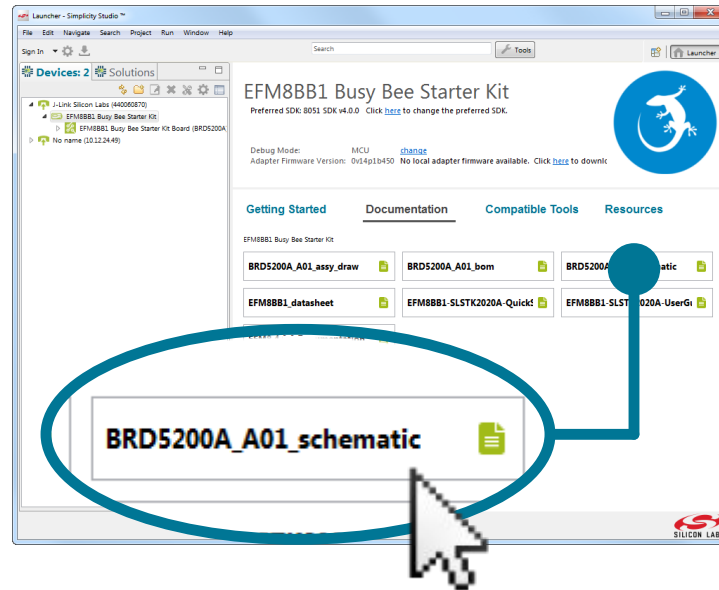 Launcher - Simplicity Studio ™
File Edit View Navigate Search Project Run Window Help
Sign In Search Tools Launcher
Devices: 2 Solutions
J-Link Silicon Labs (440060870)
EFM8BB1 Busy Bee Starter Kit
EFM8BB1 Busy Bee Starter Kit Board (BRD5200A
No name (10.12.24.49)
EFM8BB1 Busy Bee Starter Kit
Preferred SDK: 8051 SDK v4.0.0 Click here to change the preferred SDK.
Debug Mode: MCU change
Adapter Firmware Version: 0v14p1b450 No local adapter firmware available. Click here to downlc
Getting Started Documentation Compatible Tools Resources
EFM8BB1 Busy Bee Starter Kit
BRD5200A_A01_assy_draw BRD5200A_A01_bom BRD5200A atic
EFM8BB1_datasheet EFM8BB1-SLSTK2020A-Quick EFM8BB1-SLST 020A-UserGu
BRD5200A_A01_schematic
SILICON LAB